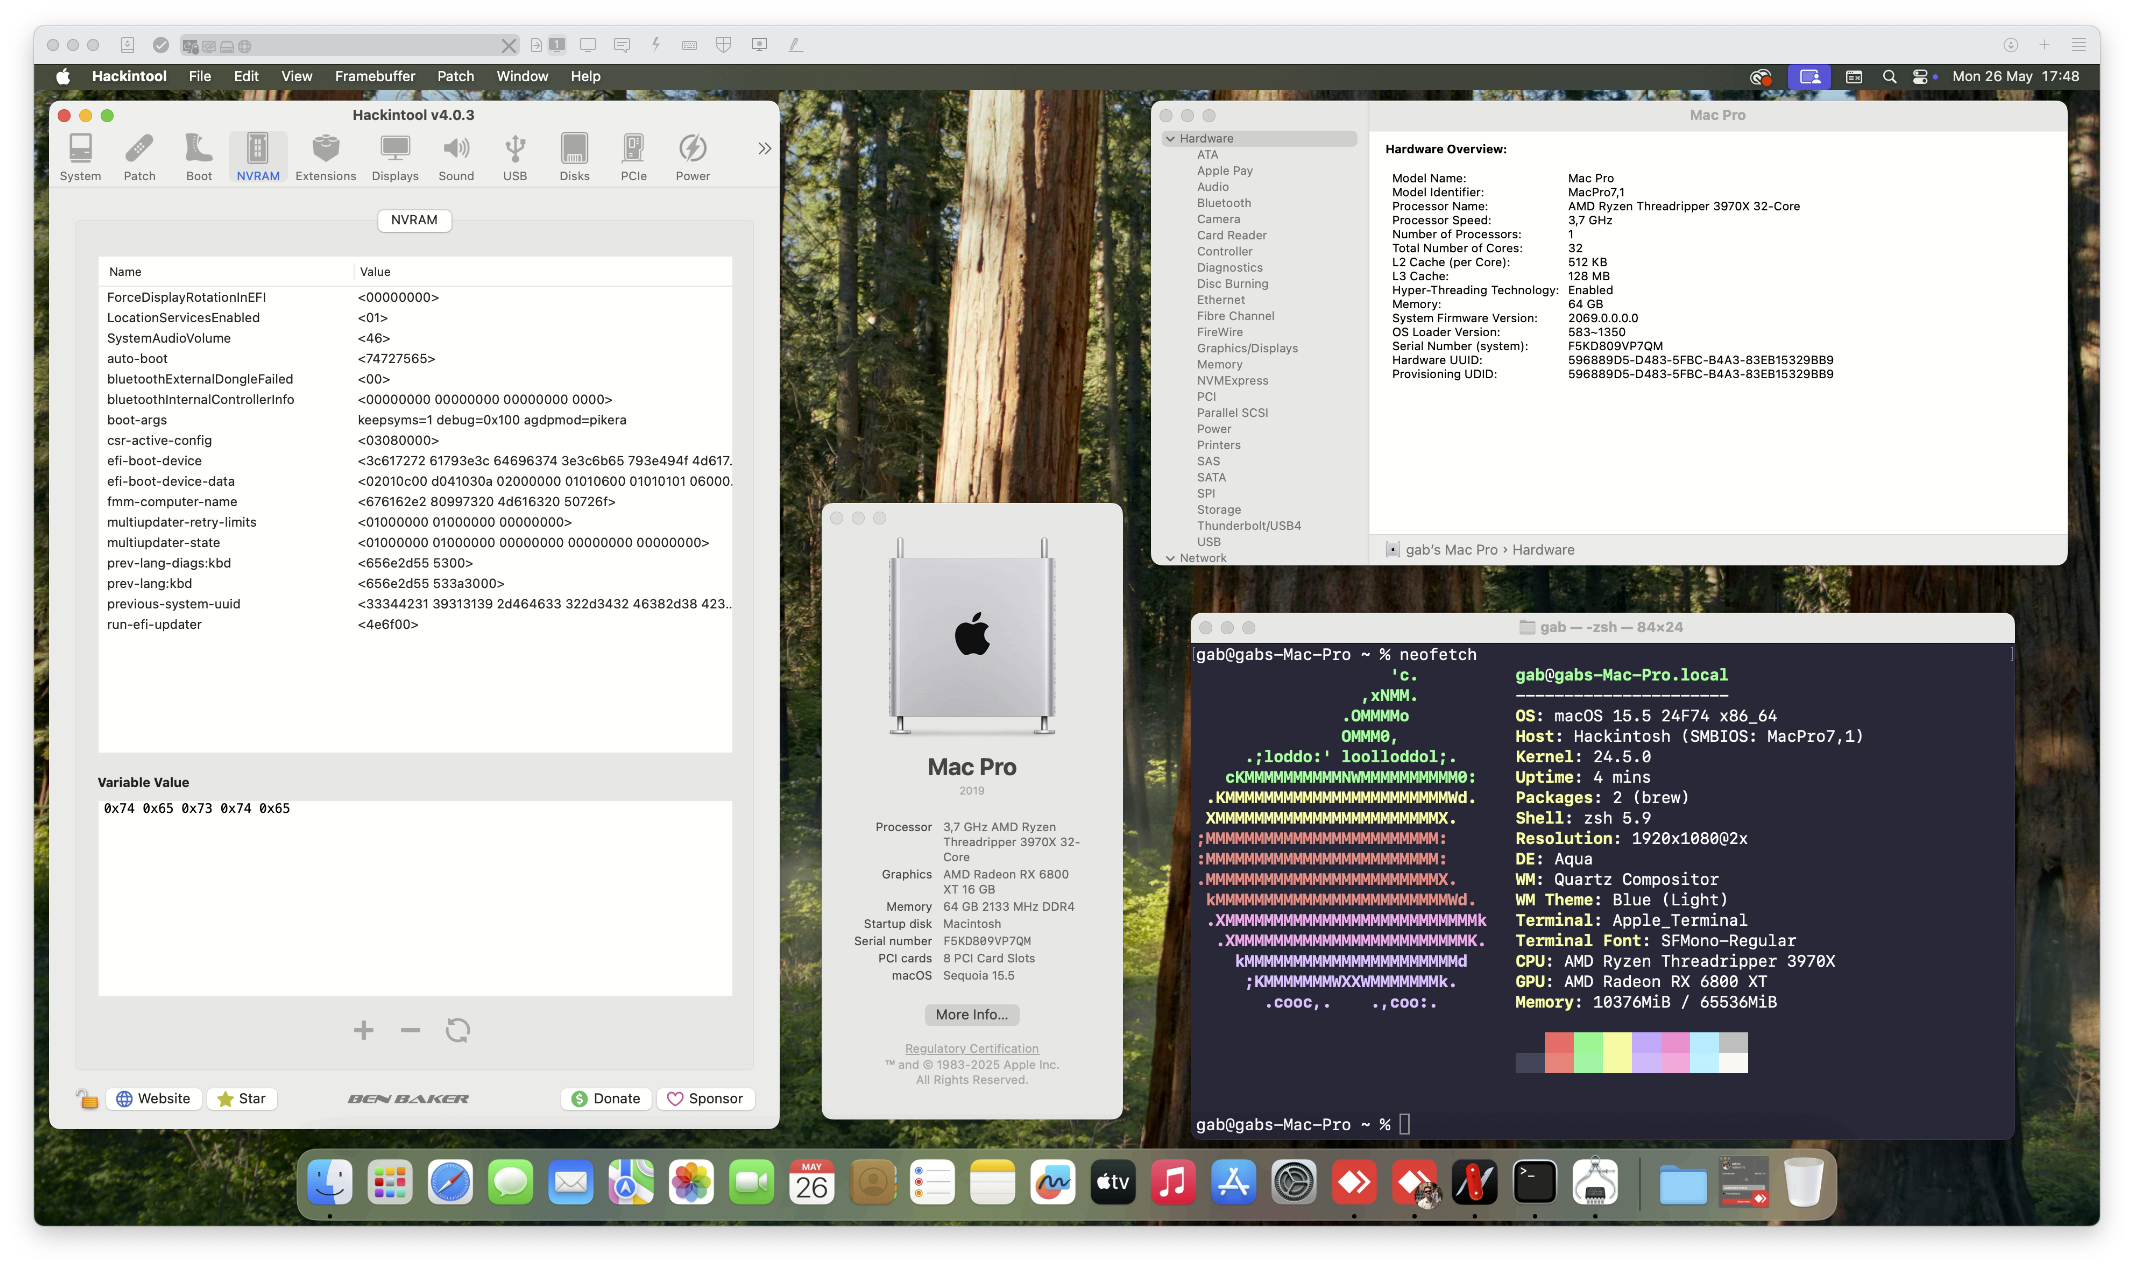 1
Hackintool File Edit View Framebuffer Patch Window Help
Mon 26 May 17:48
Hackintool v4.0.3
System Patch Boot NVRAM Extensions Displays Sound USB Disks PCIe Power
NVRAM
Name Value
ForceDisplayRotationInEFI <00000000>
LocationServicesEnabled <01>
SystemAudioVolume <46>
auto-boot <74727565>
bluetoothExternalDongleFailed <00>
bluetoothInternalControllerInfo <00000000 00000000 00000000 0000>
boot-args keepsyms=1 debug=0x100 agdpmod=pikera
csr-active-config <03080000>
efi-boot-device <3c617272 61793e3c 64696374 3e3c6b65 793e494f 4d617...
efi-boot-device-data <02010c00 d041030a 02000000 01010600 01010101 06000...
fmm-computer-name <676162e2 80997320 4d616320 50726f>
multiupdater-retry-limits <01000000 01000000 00000000>
multiupdater-state <01000000 01000000 00000000 00000000 00000000>
prev-lang-diags:kbd <656e2d55 5300>
prev-lang:kbd <656e2d55 533a3000>
previous-system-uuid <33344231 39313139 2d464633 322d3432 46382d38 423...
run-efi-updater <4e6f00>
Variable Value
0x74 0x65 0x73 0x74 0x65
Website Star BEN BAKER Donate Sponsor
Mac Pro
2019
Processor 3,7 GHz AMD Ryzen
Threadripper 3970X 32-
Core
Graphics AMD Radeon RX 6800
XT 16 GB
Memory 64 GB 2133 MHz DDR4
Startup disk Macintosh
Serial number F5KD809VP7QM
PCI cards 8 PCI Card Slots
macOS Sequoia 15.5
More Info...
Regulatory Certification
™ and © 1983-2025 Apple Inc.
All Rights Reserved.
Mac Pro
Hardware
ATA
Apple Pay
Audio
Bluetooth
Camera
Card Reader
Controller
Diagnostics
Disc Burning
Ethernet
Fibre Channel
FireWire
Graphics/Displays
Memory
NVMExpress
PCI
Parallel SCSI
Power
Printers
SAS
SATA
SPI
Storage
Thunderbolt/USB4
USB
Network
Hardware Overview:
Model Name: Mac Pro
Model Identifier: MacPro7,1
Processor Name: AMD Ryzen Threadripper 3970X 32-Core
Processor Speed: 3,7 GHz
Number of Processors: 1
Total Number of Cores: 32
L2 Cache (per Core): 512 KB
L3 Cache: 128 MB
Hyper-Threading Technology: Enabled
Memory: 64 GB
System Firmware Version: 2069.0.0.0.0
OS Loader Version: 583~1350
Serial Number (system): F5KD809VP7QM
Hardware UUID: 596889D5-D483-5FBC-B4A3-83EB15329BB9
Provisioning UDID: 596889D5-D483-5FBC-B4A3-83EB15329BB9
gab's Mac Pro › Hardware
gab — -zsh — 84×24
gab@gabs-Mac-Pro ~ % neofetch
'c. gab@gabs-Mac-Pro.local
,xNMM. ----------------------
.OMMMMo OS: macOS 15.5 24F74 x86_64
OMMM0, Host: Hackintosh (SMBIOS: MacPro7,1)
.;loddo:' loolloddol;. Kernel: 24.5.0
cKMMMMMMMMMMNWMMMMMMMMMM0: Uptime: 4 mins
.KMMMMMMMMMMMMMMMMMMMMMMMWd. Packages: 2 (brew)
XMMMMMMMMMMMMMMMMMMMMMMMX. Shell: zsh 5.9
;MMMMMMMMMMMMMMMMMMMMMMMM: Resolution: 1920x1080@2x
:MMMMMMMMMMMMMMMMMMMMMMMM: DE: Aqua
.MMMMMMMMMMMMMMMMMMMMMMMMX. WM: Quartz Compositor
kMMMMMMMMMMMMMMMMMMMMMMMMWd. WM Theme: Blue (Light)
.XMMMMMMMMMMMMMMMMMMMMMMMMMMk Terminal: Apple_Terminal
.XMMMMMMMMMMMMMMMMMMMMMMMMK. Terminal Font: SFMono-Regular
kMMMMMMMMMMMMMMMMMMMMMMd CPU: AMD Ryzen Threadripper 3970X
;KMMMMMMMWXXWMMMMMMMk. GPU: AMD Radeon RX 6800 XT
.cooc,. .,coo:. Memory: 10376MiB / 65536MiB
gab@gabs-Mac-Pro ~ %
MAY
26
tv
>_